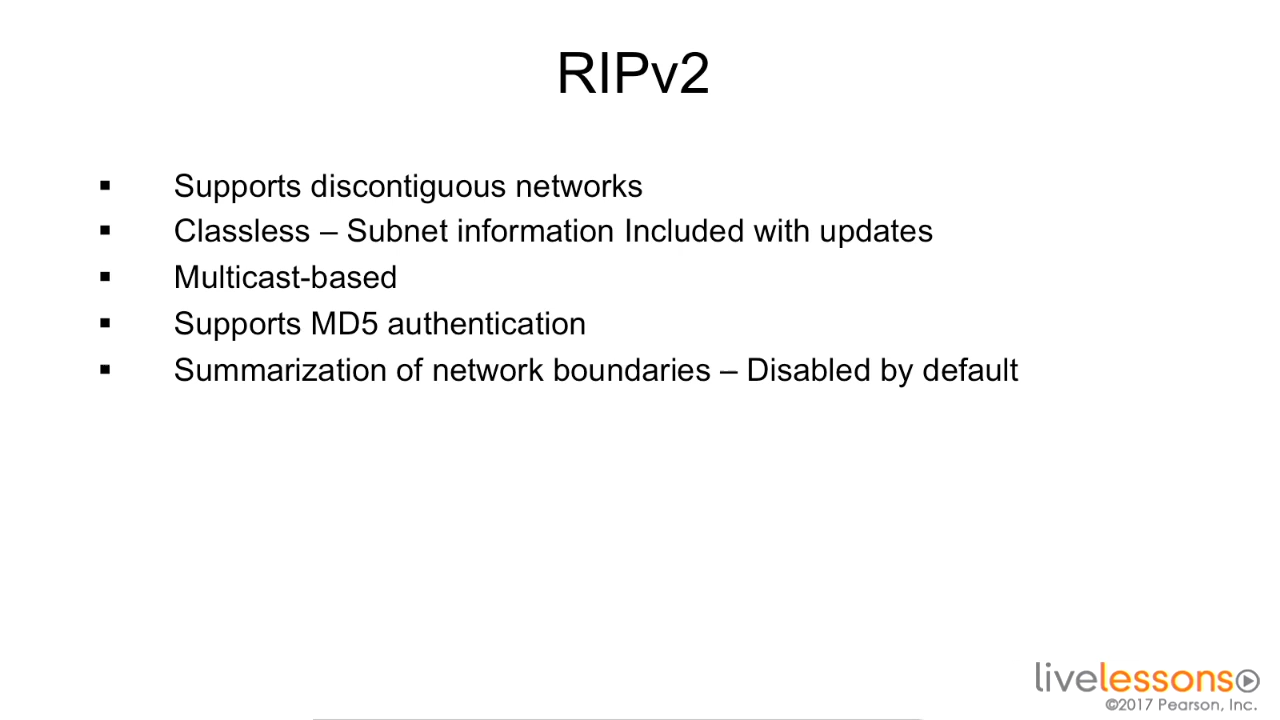 RIPv2
▪ Supports discontiguous networks
▪ Classless – Subnet information Included with updates
▪ Multicast-based
▪ Supports MD5 authentication
▪ Summarization of network boundaries – Disabled by default
livelessons
©2017 Pearson, Inc.